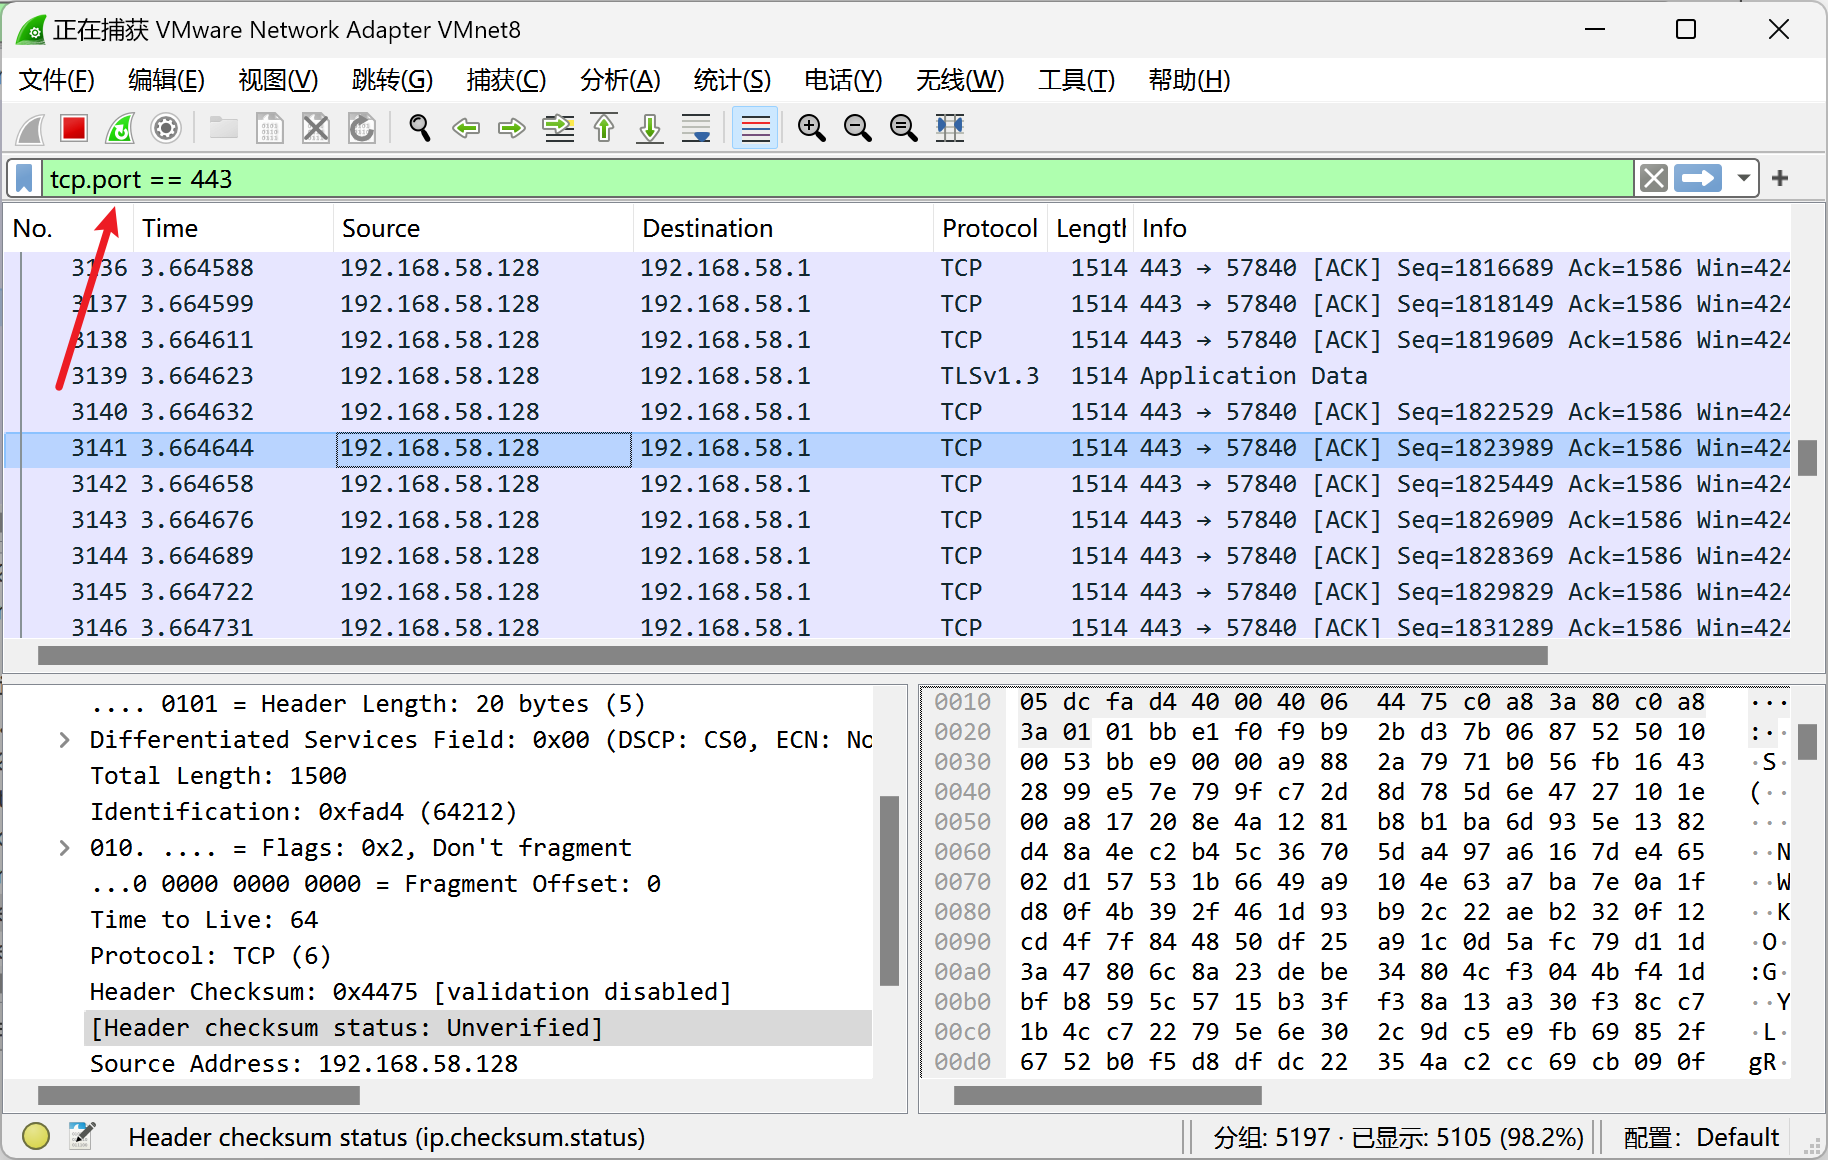 正在捕获 VMware Network Adapter VMnet8
文件(F) 编辑(E) 视图(V) 跳转(G) 捕获(C) 分析(A) 统计(S) 电话(Y) 无线(W) 工具(T) 帮助(H)
tcp.port == 443
No. Time Source Destination Protocol Length Info
3136 3.664588 192.168.58.128 192.168.58.1 TCP 1514 443 → 57840 [ACK] Seq=1816689 Ack=1586 Win=424
3137 3.664599 192.168.58.128 192.168.58.1 TCP 1514 443 → 57840 [ACK] Seq=1818149 Ack=1586 Win=424
3138 3.664611 192.168.58.128 192.168.58.1 TCP 1514 443 → 57840 [ACK] Seq=1819609 Ack=1586 Win=424
3139 3.664623 192.168.58.128 192.168.58.1 TLSv1.3 1514 Application Data
3140 3.664632 192.168.58.128 192.168.58.1 TCP 1514 443 → 57840 [ACK] Seq=1822529 Ack=1586 Win=424
3141 3.664644 192.168.58.128 192.168.58.1 TCP 1514 443 → 57840 [ACK] Seq=1823989 Ack=1586 Win=424
3142 3.664658 192.168.58.128 192.168.58.1 TCP 1514 443 → 57840 [ACK] Seq=1825449 Ack=1586 Win=424
3143 3.664676 192.168.58.128 192.168.58.1 TCP 1514 443 → 57840 [ACK] Seq=1826909 Ack=1586 Win=424
3144 3.664689 192.168.58.128 192.168.58.1 TCP 1514 443 → 57840 [ACK] Seq=1828369 Ack=1586 Win=424
3145 3.664722 192.168.58.128 192.168.58.1 TCP 1514 443 → 57840 [ACK] Seq=1829829 Ack=1586 Win=424
3146 3.664731 192.168.58.128 192.168.58.1 TCP 1514 443 → 57840 [ACK] Seq=1831289 Ack=1586 Win=424
.... 0101 = Header Length: 20 bytes (5)
Differentiated Services Field: 0x00 (DSCP: CS0, ECN: No
Total Length: 1500
Identification: 0xfad4 (64212)
010. .... = Flags: 0x2, Don't fragment
...0 0000 0000 0000 = Fragment Offset: 0
Time to Live: 64
Protocol: TCP (6)
Header Checksum: 0x4475 [validation disabled]
[Header checksum status: Unverified]
Source Address: 192.168.58.128
0010 05 dc fa d4 40 00 40 06 44 75 c0 a8 3a 80 c0 a8 ···
0020 3a 01 01 bb e1 f0 f9 b9 2b d3 7b 06 87 52 50 10 :··
0030 00 53 bb e9 00 00 a9 88 2a 79 71 b0 56 fb 16 43 ·S·
0040 28 99 e5 7e 79 9f c7 2d 8d 78 5d 6e 47 27 10 1e (··
0050 00 a8 17 20 8e 4a 12 81 b8 b1 ba 6d 93 5e 13 82 ···
0060 d4 8a 4e c2 b4 5c 36 70 5d a4 97 a6 16 7d e4 65 ··N
0070 02 d1 57 53 1b 66 49 a9 10 4e 63 a7 ba 7e 0a 1f ··W
0080 d8 0f 4b 39 2f 46 1d 93 b9 2c 22 ae b2 32 0f 12 ··K
0090 cd 4f 7f 84 48 50 df 25 a9 1c 0d 5a fc 79 d1 1d ·O·
00a0 3a 47 80 6c 8a 23 de be 34 80 4c f3 04 4b f4 1d :G·
00b0 bf b8 59 5c 57 15 b3 3f f3 8a 13 a3 30 f3 8c c7 ··Y
00c0 1b 4c c7 22 79 5e 6e 30 2c 9d c5 e9 fb 69 85 2f ·L·
00d0 67 52 b0 f5 d8 df dc 22 35 4a c2 cc 69 cb 09 0f gR·
Header checksum status (ip.checksum.status) 分组: 5197 · 已显示: 5105 (98.2%) 配置: Default